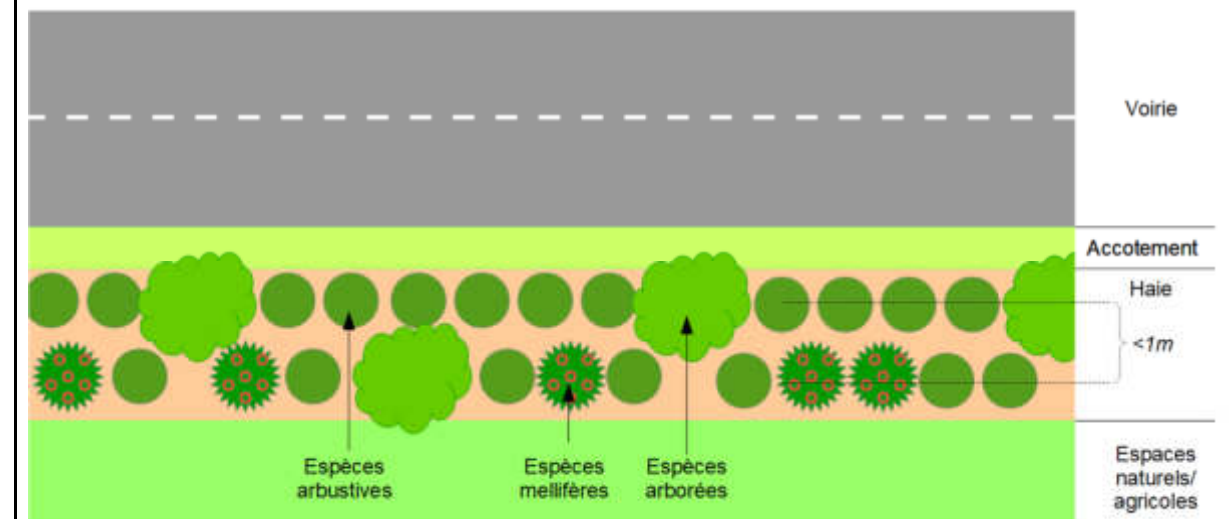 Voirie
Accotement
Haie
<1m
Espèces
arbustives
Espèces
mellifères
Espèces
arborées
Espaces
naturels/
agricoles